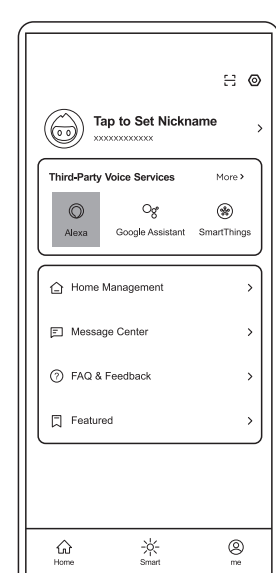 Tap to Set Nickname
xxxxxxxxxxxx
Third-Party Voice Services More
Alexa Google Assistant SmartThings
Home Management
Message Center
FAQ & Feedback
Featured
Home Smart me